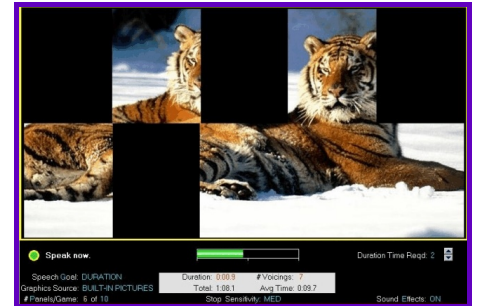 Speak now.
Duration Time Reqd: 2
Speech Goal: DURATION
Duration: 0:00.9 # Voicings: 7
Graphics Source: BUILT-IN PICTURES
Total: 1:08.1 Avg Time: 0:09.7
# Panels/Game: 6 of 10
Stop Sensitivity: MED
Sound Effects: ON